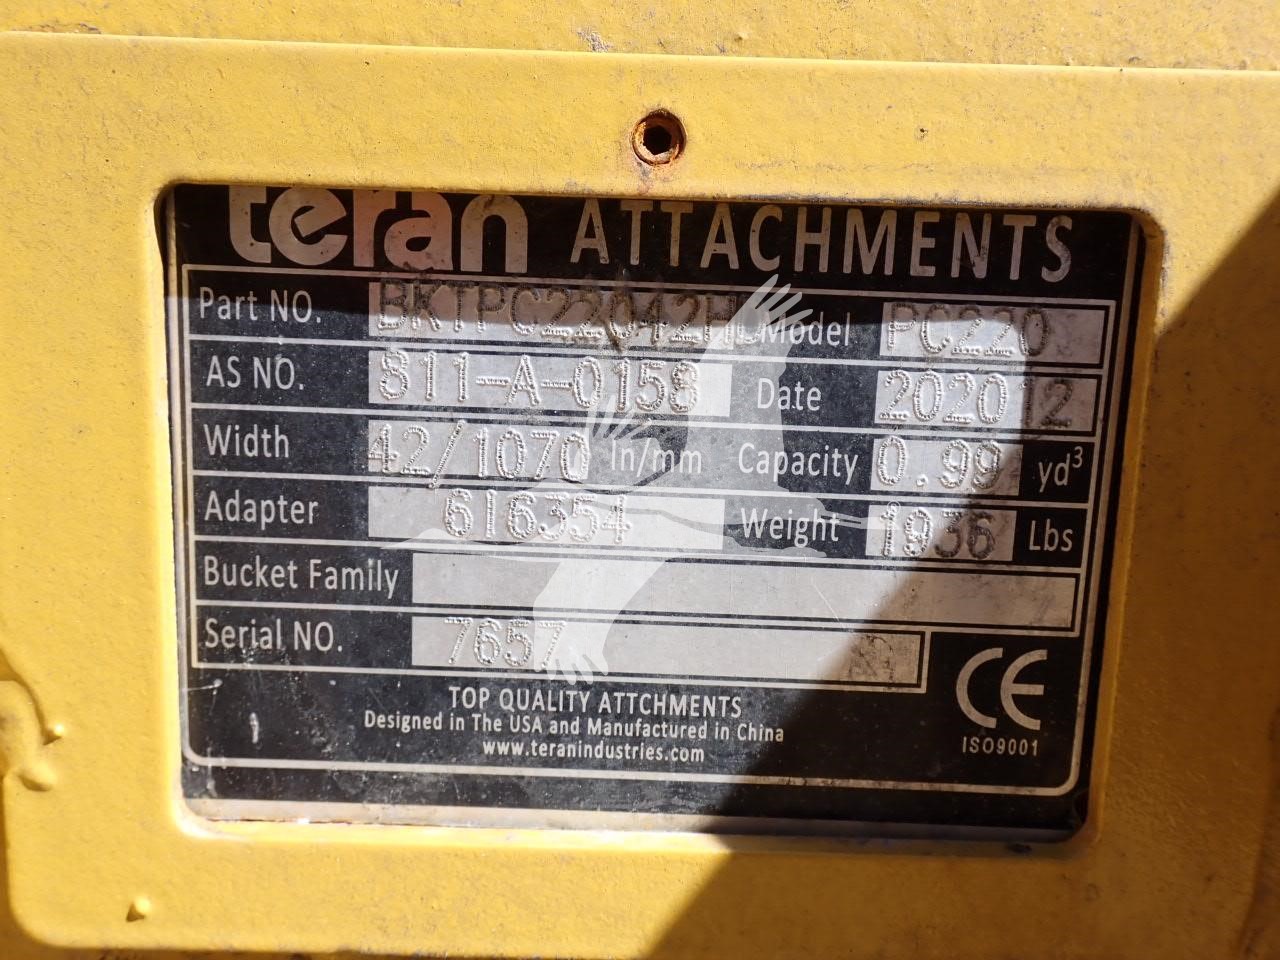 teran ATTACHMENTS
Part NO. BKTPC22042HD Model PC220
AS NO. 811-A-0158 Date 202012
Width 42/1070 In/mm Capacity 0.99 yd³
Adapter 616354 Weight 1936 Lbs
Bucket Family
Serial NO. 7657
TOP QUALITY ATTCHMENTS
Designed in The USA and Manufactured in China
www.teranindustries.com
CE
ISO9001